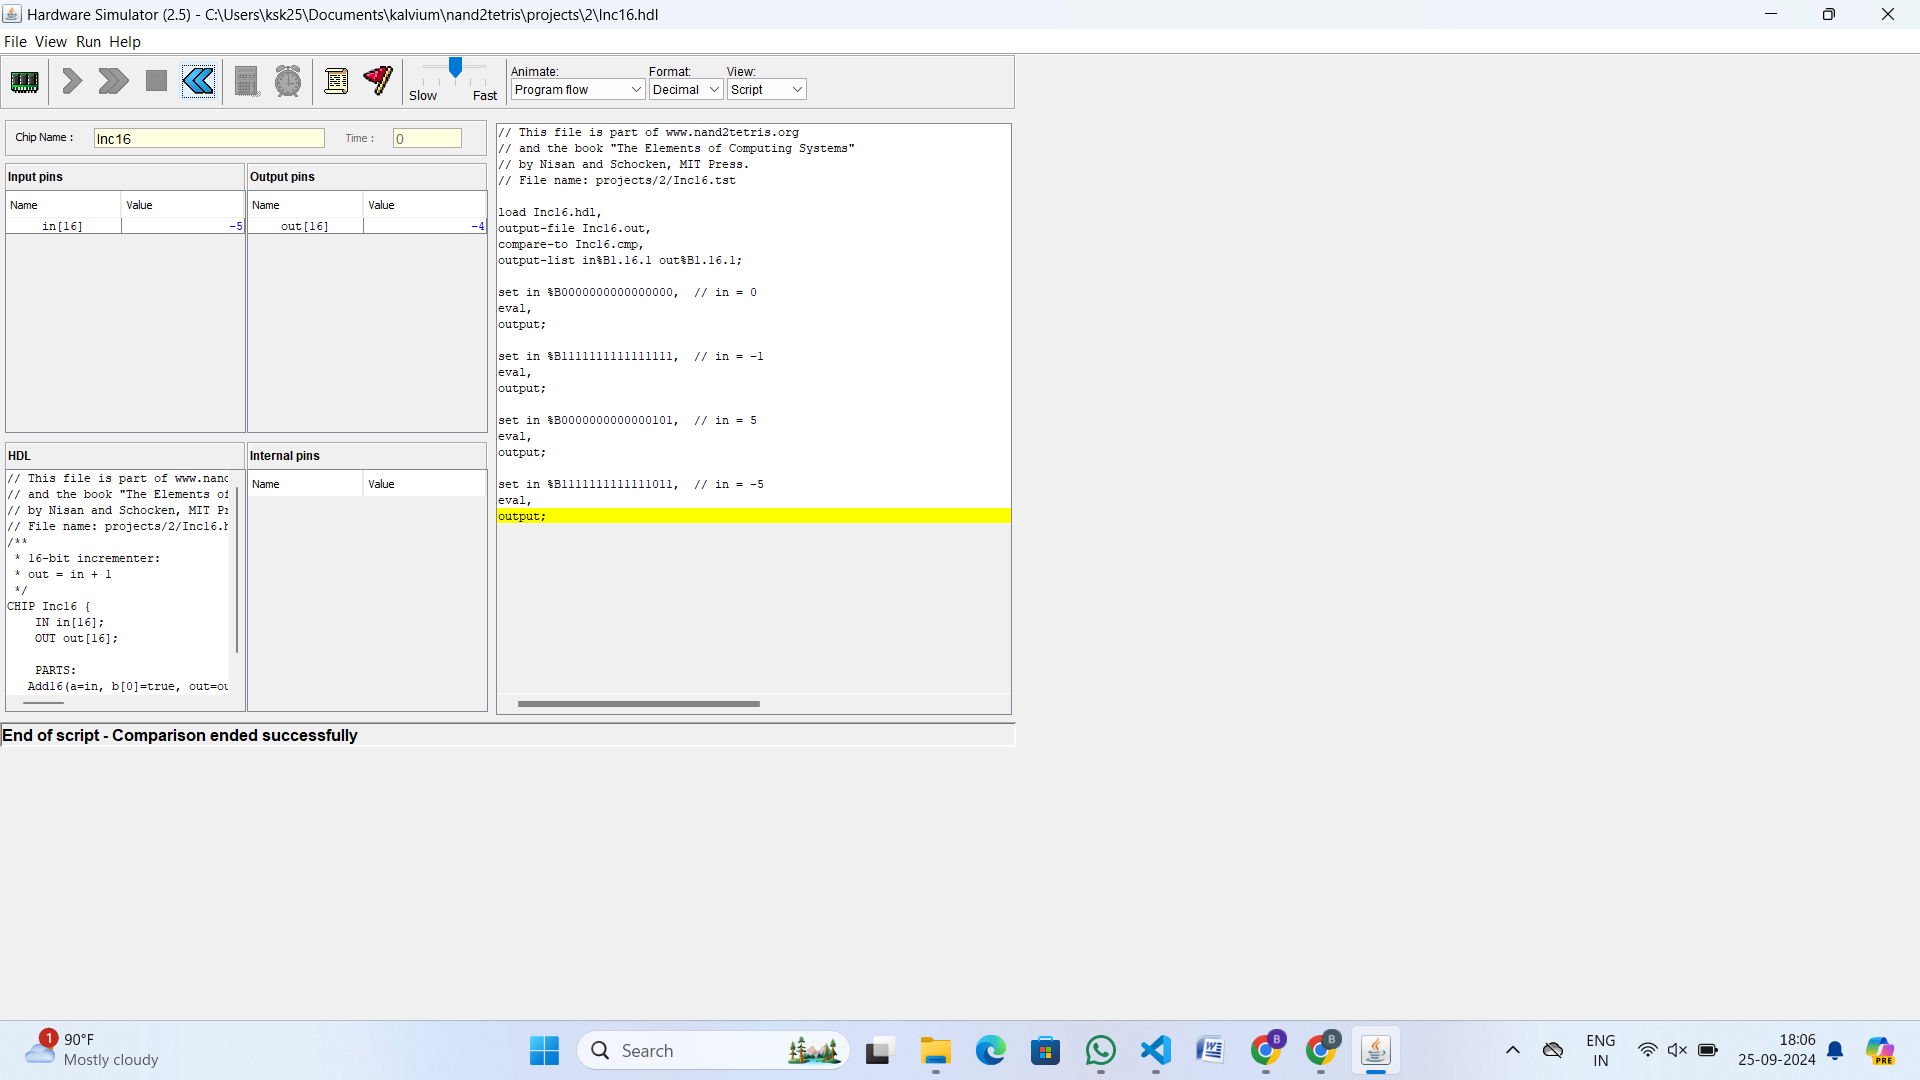 Hardware Simulator (2.5) - C:\Users\ksk25\Documents\kalvium\nand2tetris\projects\2\Inc16.hdl
File View Run Help
Slow Fast
Animate:
Program flow
Format:
Decimal
View:
Script
Chip Name :
Inc16
Time :
0
Input pins
Name Value
in[16] -5
Output pins
Name Value
out[16] -4
HDL
// This file is part of www.nand
// and the book "The Elements of
// by Nisan and Schocken, MIT Pr
// File name: projects/2/Inc16.h
/**
* 16-bit incrementer:
* out = in + 1
*/
CHIP Inc16 {
IN in[16];
OUT out[16];
PARTS:
Add16(a=in, b[0]=true, out=ou
Internal pins
Name Value
// This file is part of www.nand2tetris.org
// and the book "The Elements of Computing Systems"
// by Nisan and Schocken, MIT Press.
// File name: projects/2/Inc16.tst
load Inc16.hdl,
output-file Inc16.out,
compare-to Inc16.cmp,
output-list in%B1.16.1 out%B1.16.1;
set in %B0000000000000000,  // in = 0
eval,
output;
set in %B1111111111111111,  // in = -1
eval,
output;
set in %B0000000000000101,  // in = 5
eval,
output;
set in %B1111111111111011,  // in = -5
eval,
output;
End of script - Comparison ended successfully
1
90°F
Mostly cloudy
Search
B
B
PRE
ENG
IN
18:06
25-09-2024